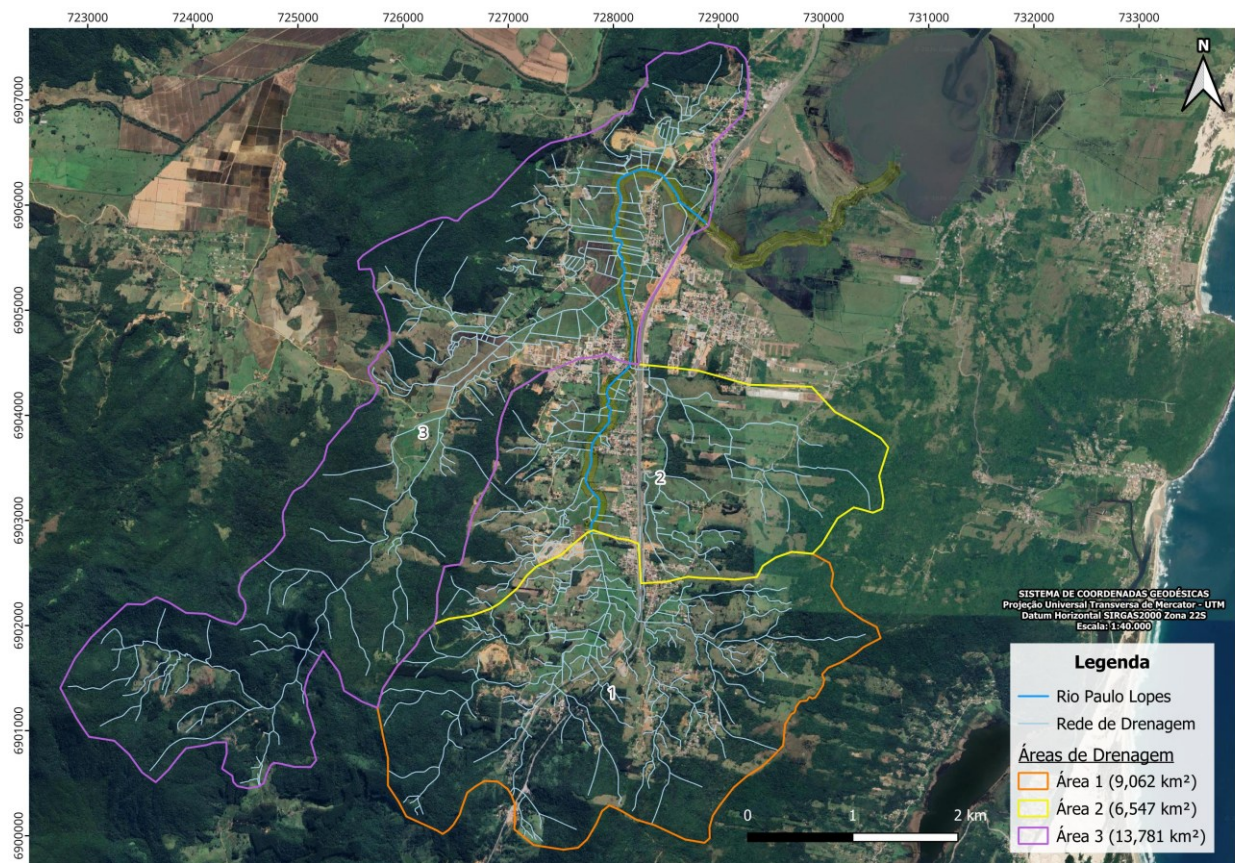 723000 724000 725000 726000 727000 728000 729000 730000 731000 732000 733000
6907000
6906000
6905000
6904000
6903000
6902000
6901000
6900000
N
3
2
1
SISTEMA DE COORDENADAS GEODÉSICAS
Projeção Universal Transversa de Mercator - UTM
Datum Horizontal SIRGAS2000 Zona 22S
Escala: 1:40.000
Legenda
Rio Paulo Lopes
Rede de Drenagem
Áreas de Drenagem
Área 1 (9,062 km²)
Área 2 (6,547 km²)
Área 3 (13,781 km²)
0 1 2 km